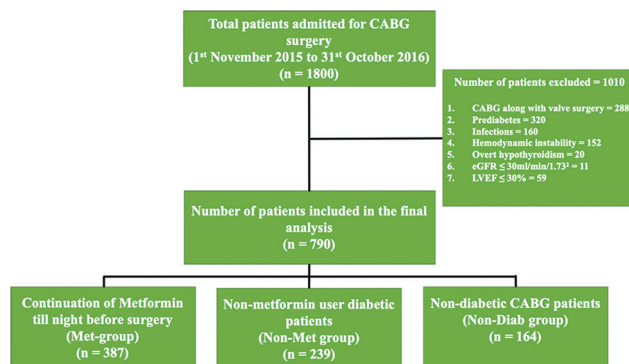 Total patients admitted for CABG
surgery
(1st November 2015 to 31st October 2016)
(n = 1800)
Number of patients excluded = 1010
1. CABG along with valve surgery = 288
2. Prediabetes = 320
3. Infections = 160
4. Hemodynamic instability = 152
5. Overt hypothyroidism = 20
6. eGFR ≤ 30ml/min/1.73² = 11
7. LVEF ≤ 30% = 59
Number of patients included in the final
analysis
(n = 790)
Continuation of Metformin
till night before surgery
(Met-group)
n = 387)
Non-metformin user diabetic
patients
(Non-Met group)
(n = 239)
Non-diabetic CABG patients
(Non-Diab group)
(n = 164)